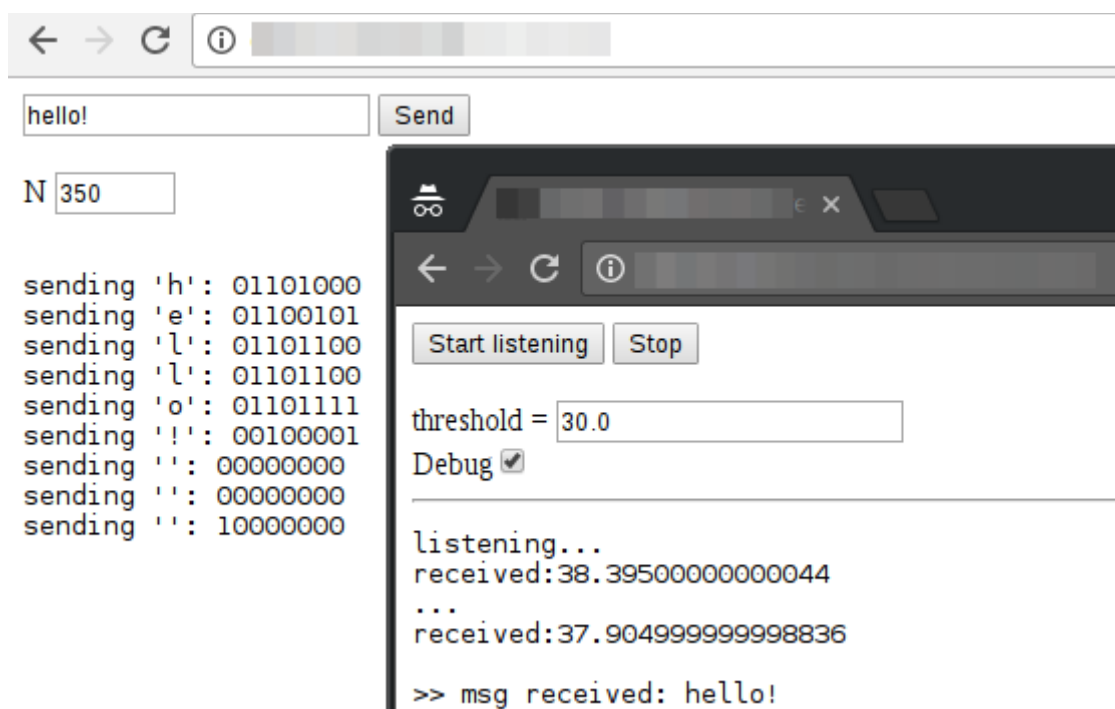 hello! Send
N 350
sending 'h': 01101000
sending 'e': 01100101
sending 'l': 01101100
sending 'l': 01101100
sending 'o': 01101111
sending '!': 00100001
sending '': 00000000
sending '': 00000000
sending '': 10000000
Start listening Stop
threshold = 30.0
Debug
listening...
received:38.39500000000044
...
received:37.904999999998836
>> msg received: hello!